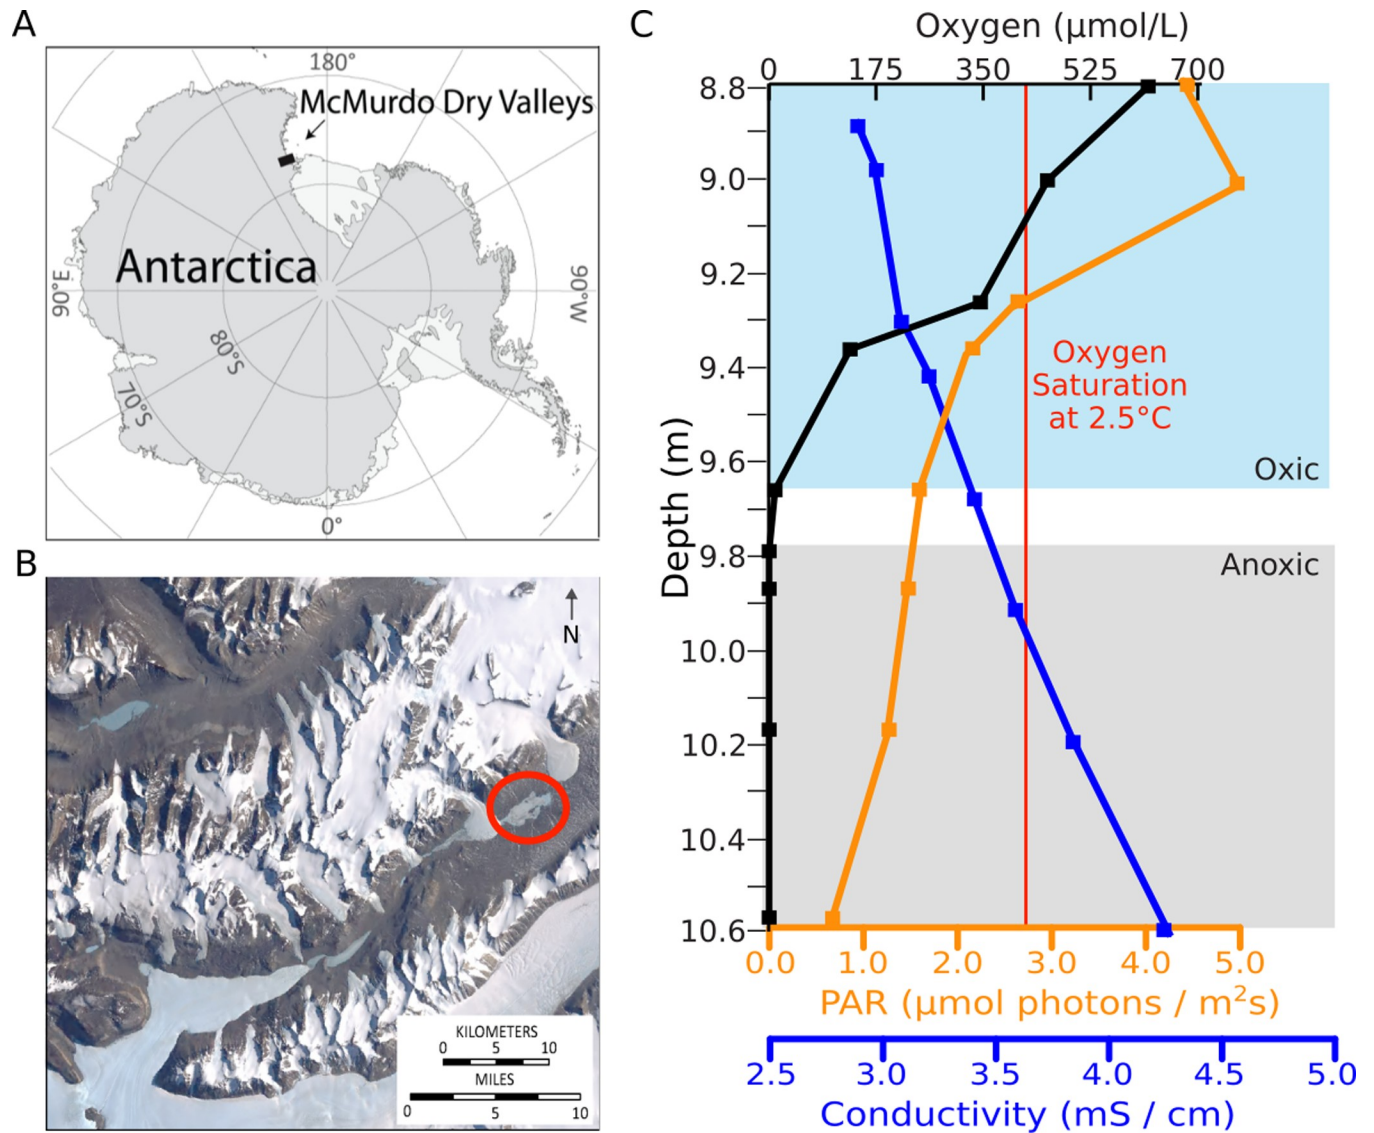 A
180°
McMurdo Dry Valleys
Antarctica
90°E
90°W
80°S
70°S
0°
B
N
KILOMETERS
0 5 10
MILES
0 5 10
C
Oxygen (µmol/L)
0 175 350 525 700
8.8
9.0
9.2
9.4
9.6
9.8
10.0
10.2
10.4
10.6
Depth (m)
Oxygen
Saturation
at 2.5°C
Oxic
Anoxic
0.0 1.0 2.0 3.0 4.0 5.0
PAR (µmol photons / m²s)
2.5 3.0 3.5 4.0 4.5 5.0
Conductivity (mS / cm)